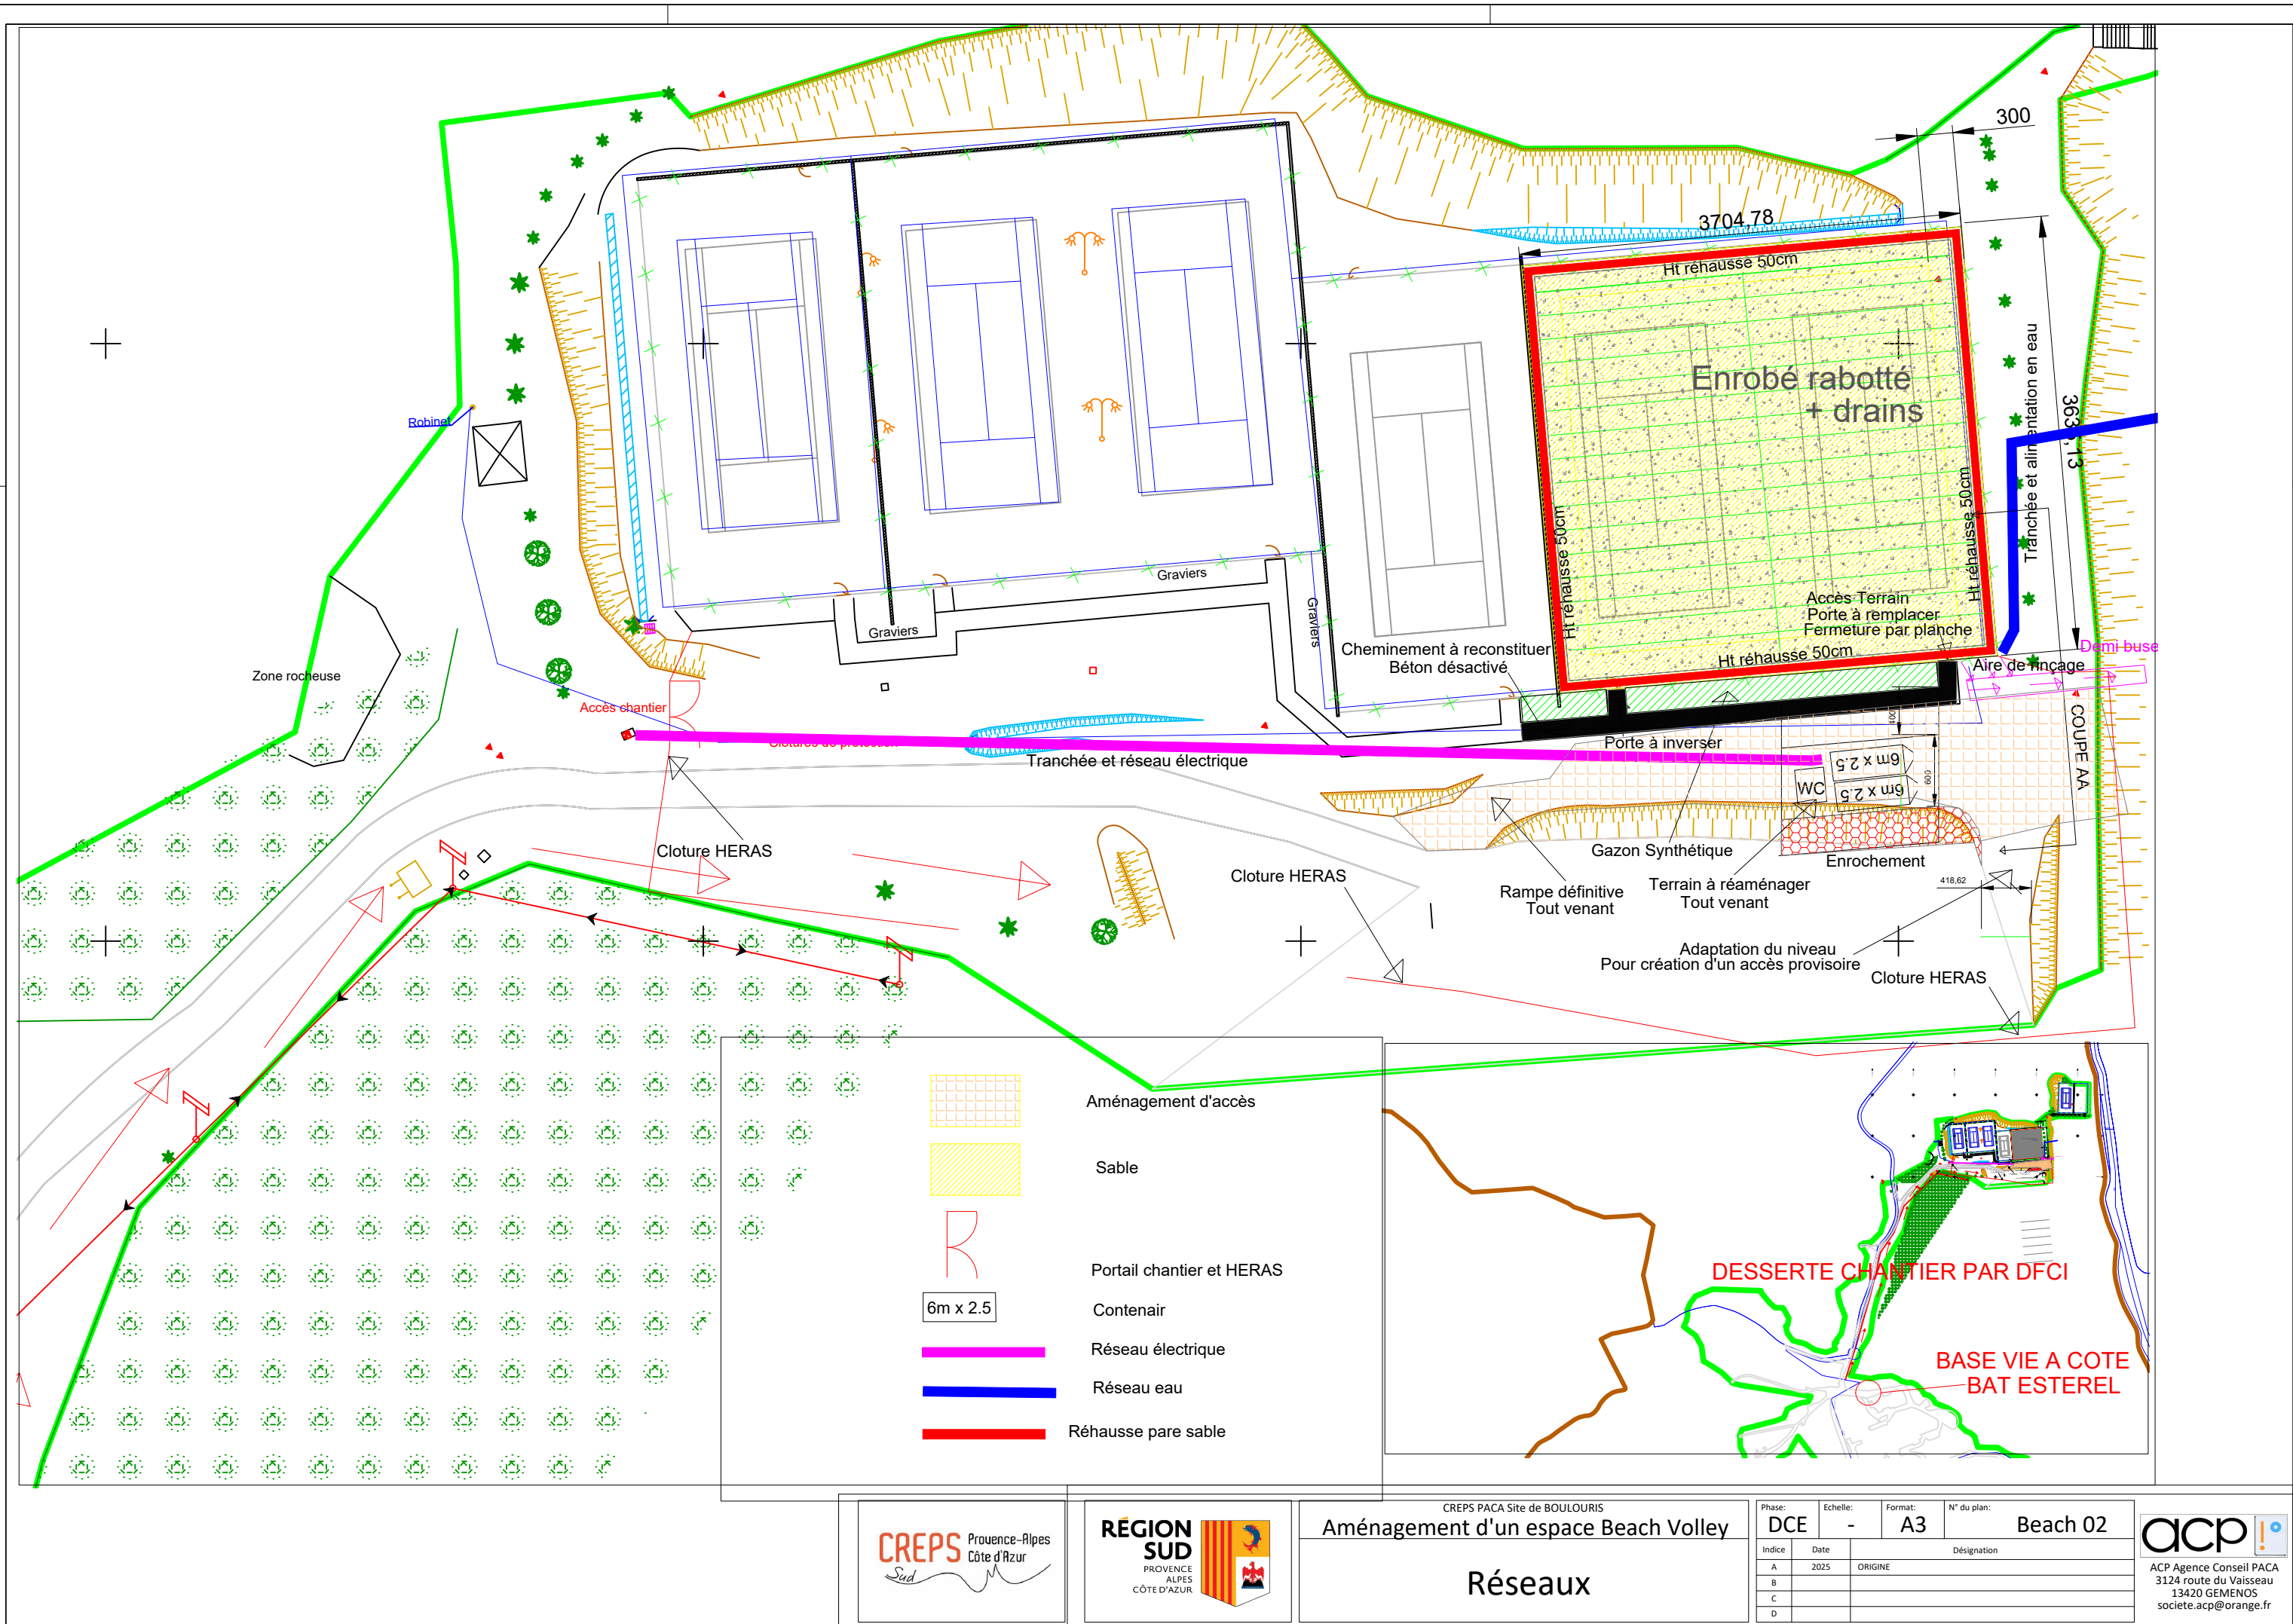 300
3704,78
Ht réhausse 50cm
Enrobé rabotté
+ drains
Tranchée et alimentation en eau
363,13
Robinet
Ht réhausse 50cm
Ht réhausse 50cm
Graviers
Graviers
Graviers
Accès Terrain
Porte à remplacer
Fermeture par planche
Cheminement à reconstituer
Béton désactivé
Ht réhausse 50cm
Demi buse
Aire de rinçage
Zone rocheuse
Accès chantier
Clotures de protection
Tranchée et réseau électrique
Porte à inverser
400
600
6m x 2.5
6m x 2.5
WC
COUPE AA
Cloture HERAS
Gazon Synthétique
Enrochement
Cloture HERAS
Rampe définitive
Tout venant
Terrain à réaménager
Tout venant
418,62
Adaptation du niveau
Pour création d'un accès provisoire
Cloture HERAS
Aménagement d'accès
Sable
Portail chantier et HERAS
6m x 2.5
Contenair
Réseau électrique
Réseau eau
Réhausse pare sable
DESSERTE CHANTIER PAR DFCI
BASE VIE A COTE
BAT ESTEREL
CREPS Provence-Alpes
Côte d'Azur
Sud
RÉGION
SUD
PROVENCE
ALPES
CÔTE D'AZUR
CREPS PACA Site de BOULOURIS
Aménagement d'un espace Beach Volley
Réseaux
Phase: Echelle: Format: N° du plan:
DCE - A3 Beach 02
Indice Date Désignation
A 2025 ORIGINE
B
C
D
acp
ACP Agence Conseil PACA
3124 route du Vaisseau
13420 GEMENOS
societe.acp@orange.fr